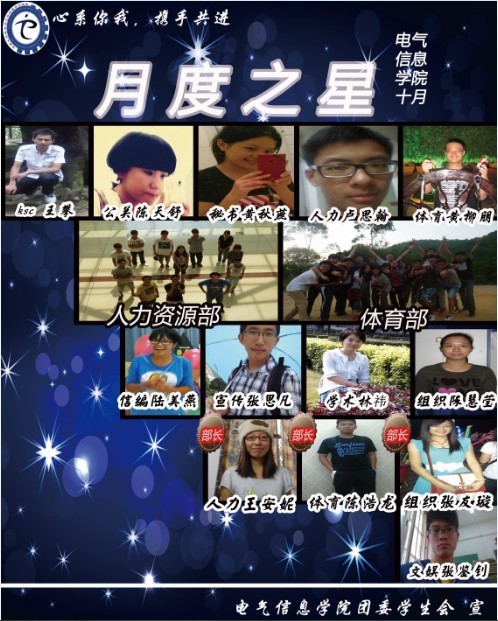 心系你我，携手共进
电气
信息
学院
十月
月度之星
ksc 王攀
公关陈天舒
秘书黄秋燕
人力卢思翰
体育黄柳朋
人力资源部
体育部
信编陆美燕
宣传张思凡
学术林祎
组织陈慧莹
部长
部长
部长
人力王安妮
体育陈浩龙
组织张友璇
文娱张鉴钊
电气信息学院团委学生会 宣